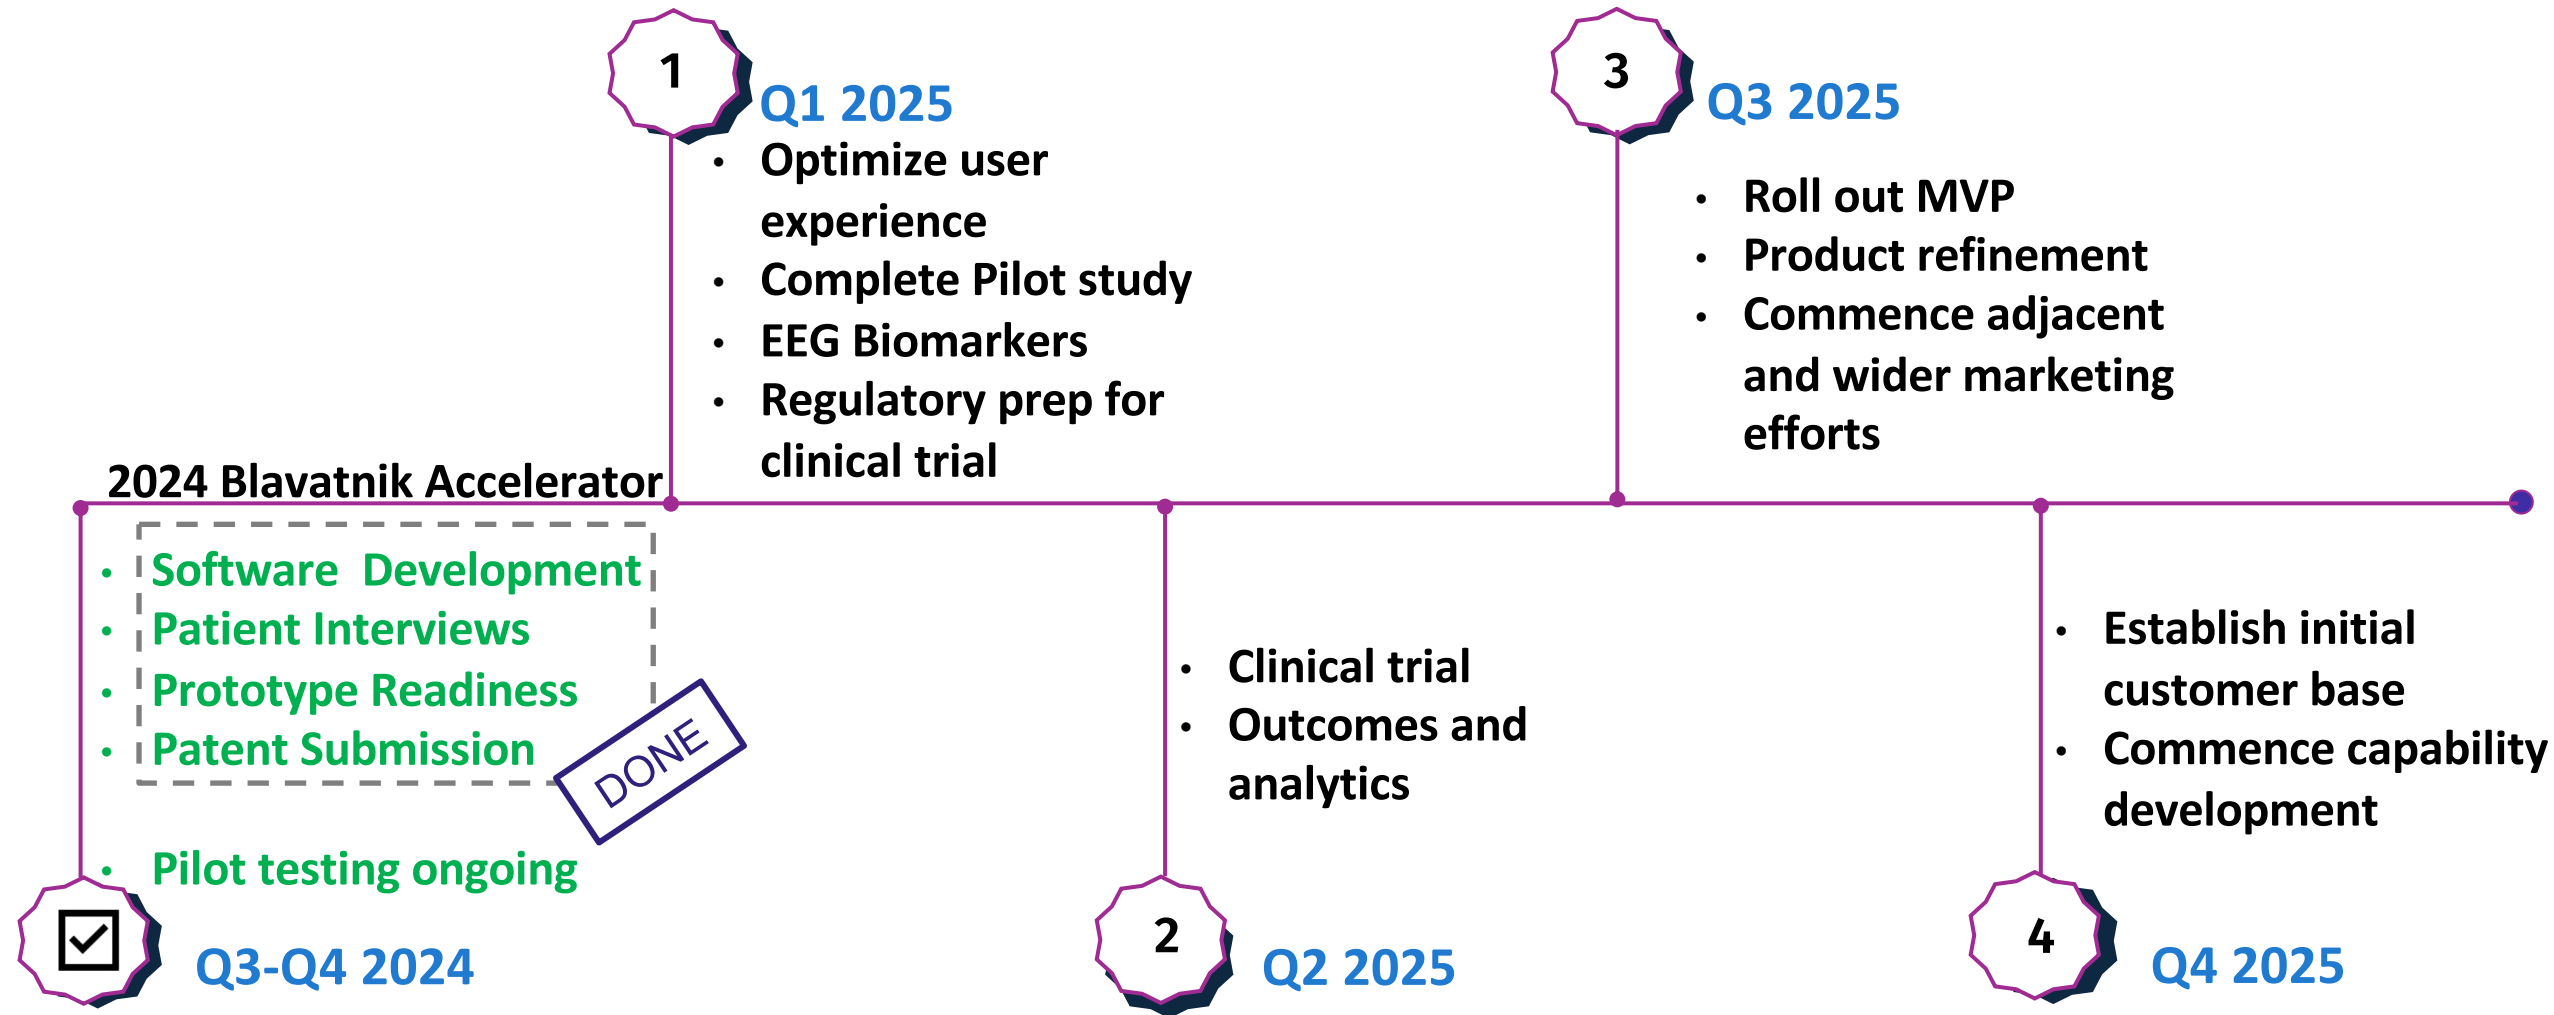 1
Q1 2025
• Optimize user
experience
• Complete Pilot study
• EEG Biomarkers
• Regulatory prep for
clinical trial
3
Q3 2025
• Roll out MVP
• Product refinement
• Commence adjacent
and wider marketing
efforts
2024 Blavatnik Accelerator
• Software  Development
• Patient Interviews
• Prototype Readiness
• Patent Submission
DONE
• Pilot testing ongoing
Q3-Q4 2024
• Clinical trial
• Outcomes and
analytics
2
Q2 2025
• Establish initial
customer base
• Commence capability
development
4
Q4 2025